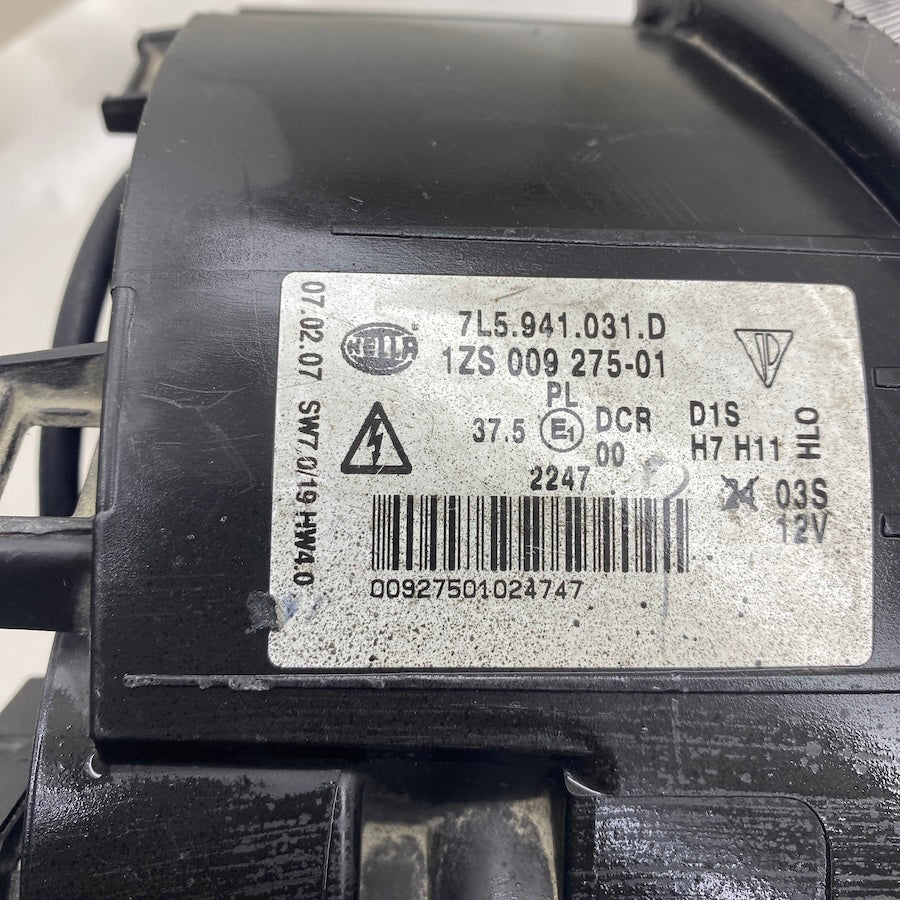 07.02.07 SW7.0/19 HW4.0
HELLA ®
7L5.941.031.D
1ZS 009 275-01
PL
37.5 E1 DCR
00
2247
D1S
H7 H11
HLO
24 03S
12V
00927501024747